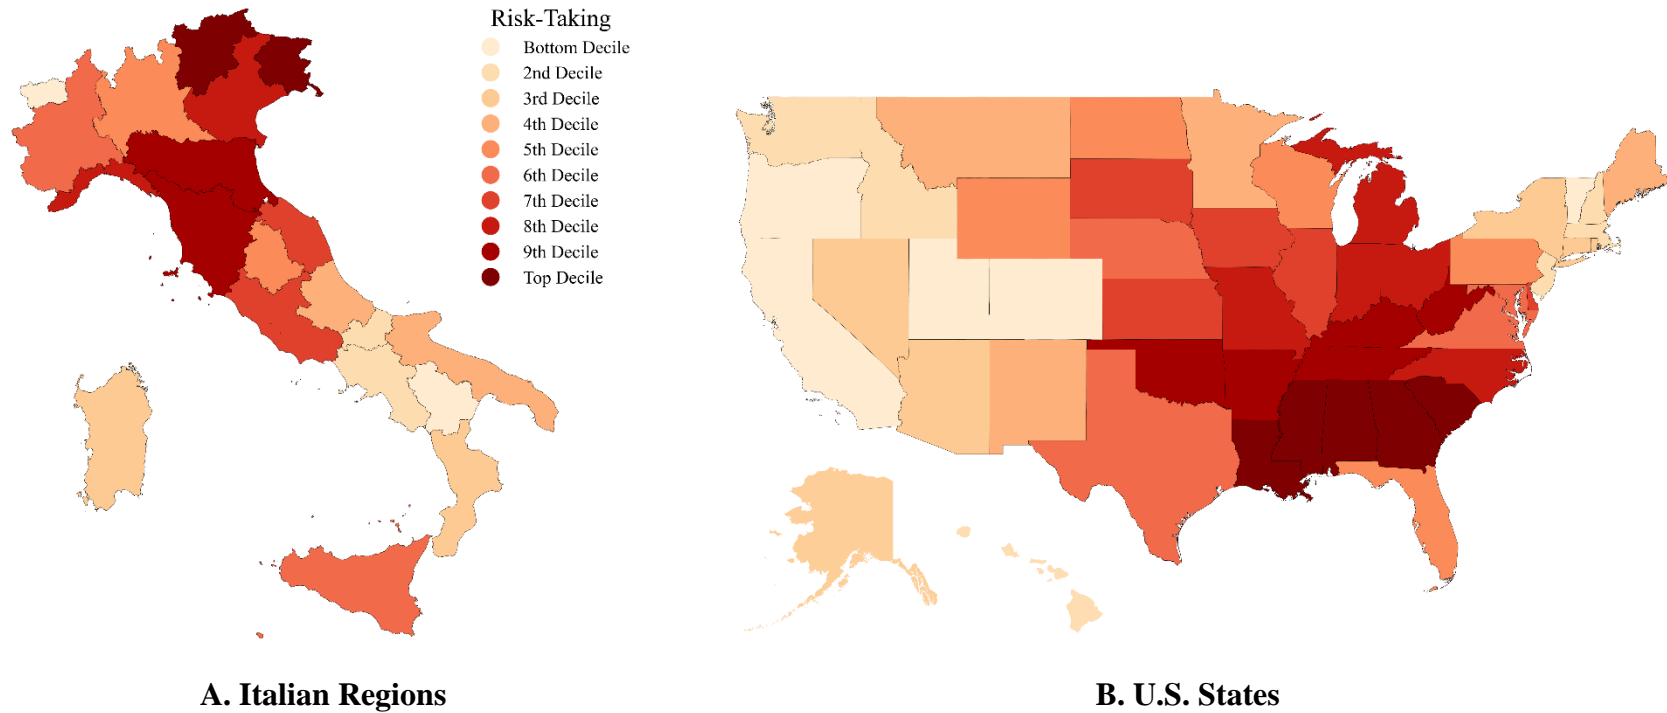 Risk-Taking
Bottom Decile
2nd Decile
3rd Decile
4th Decile
5th Decile
6th Decile
7th Decile
8th Decile
9th Decile
Top Decile
A. Italian Regions
B. U.S. States